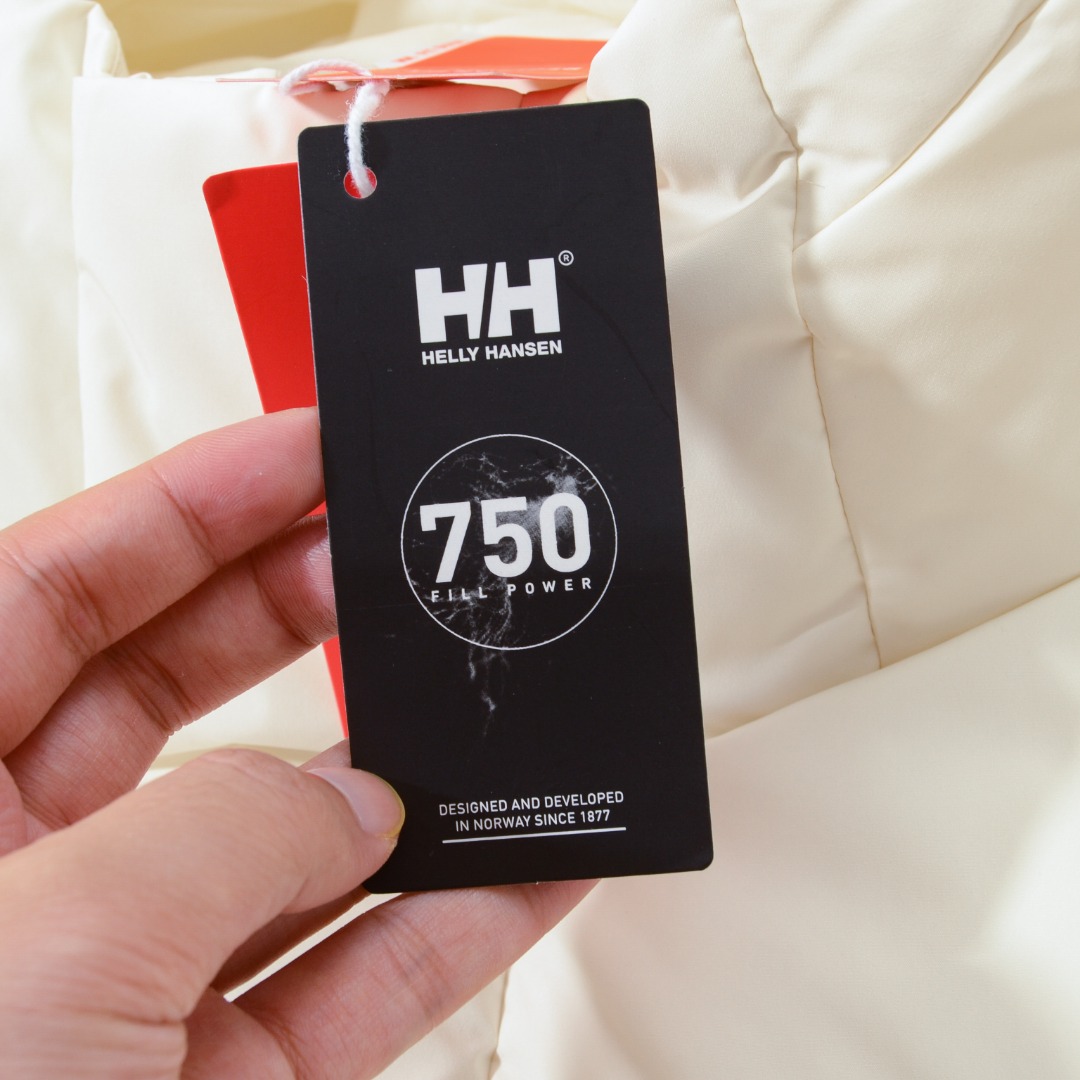 HH®
HELLY HANSEN
750
FILL POWER
DESIGNED AND DEVELOPED
IN NORWAY SINCE 1877